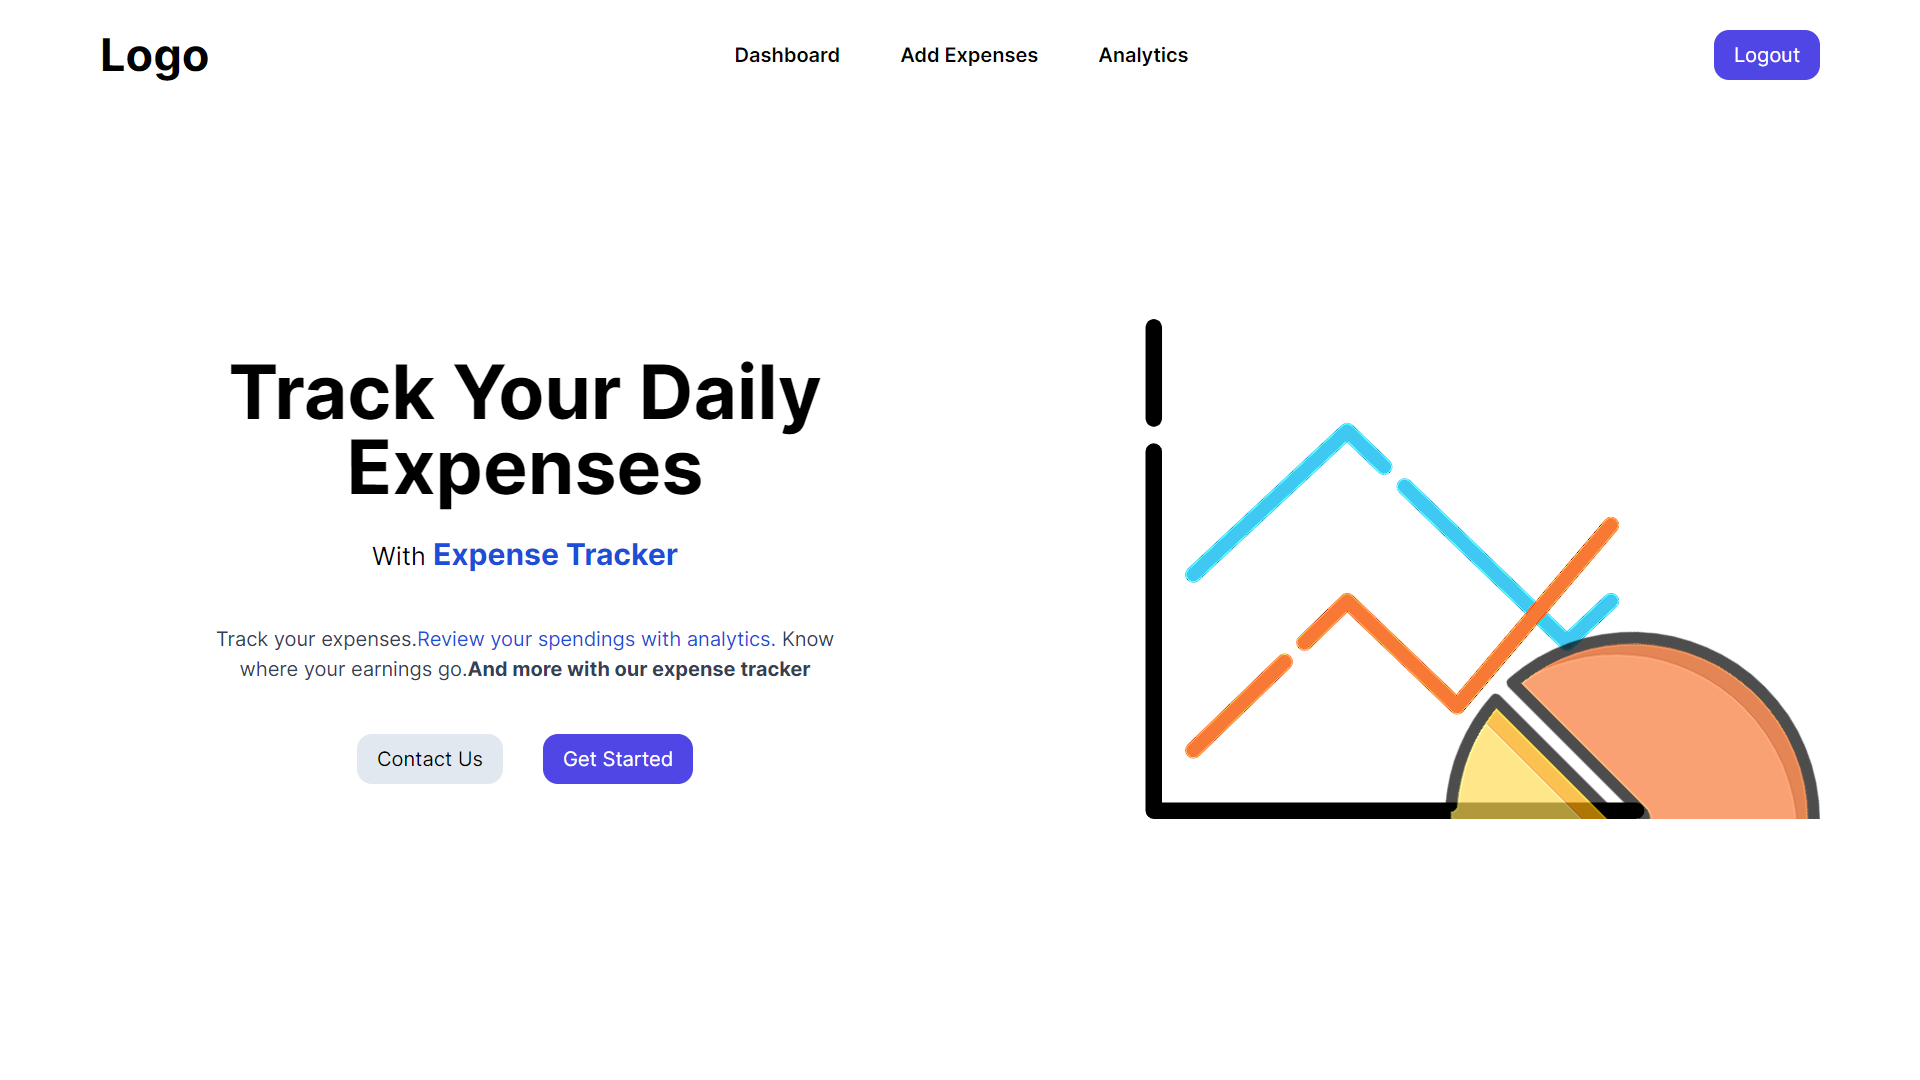 Logo
Dashboard
Add Expenses
Analytics
Logout
Track Your Daily
Expenses
With Expense Tracker
Track your expenses.Review your spendings with analytics. Know
where your earnings go.And more with our expense tracker
Contact Us
Get Started